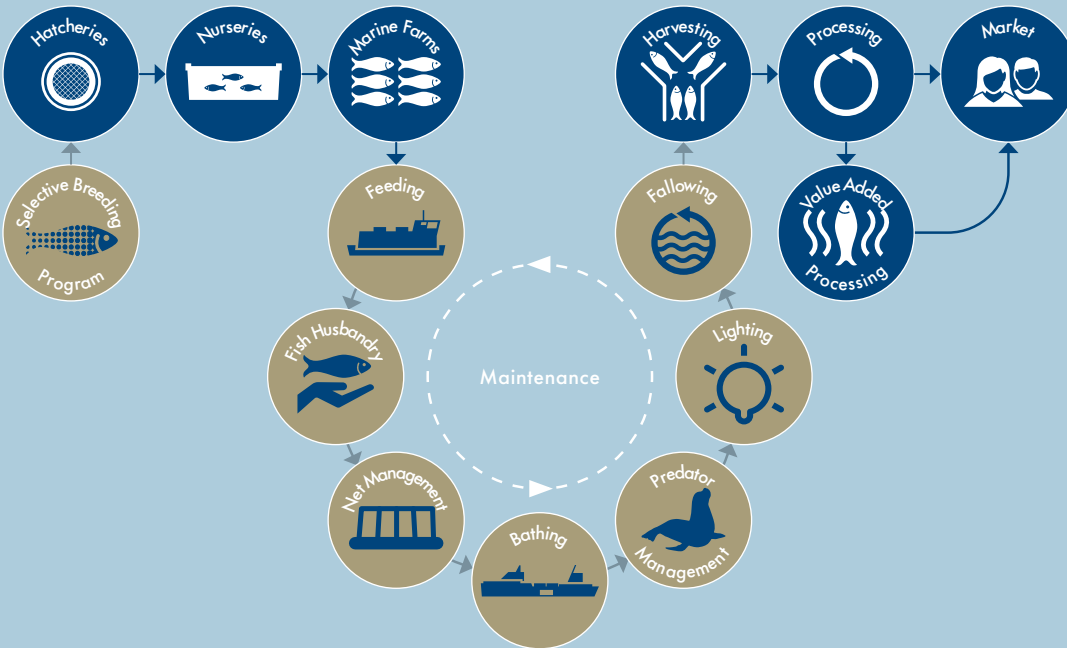 Hatcheries
Nurseries
Marine Farms
Harvesting
Processing
Market
Selective Breeding
Program
Feeding
Fallowing
Value Added
Processing
Fish Husbandry
Maintenance
Lighting
Net Management
Bathing
Predator
Management